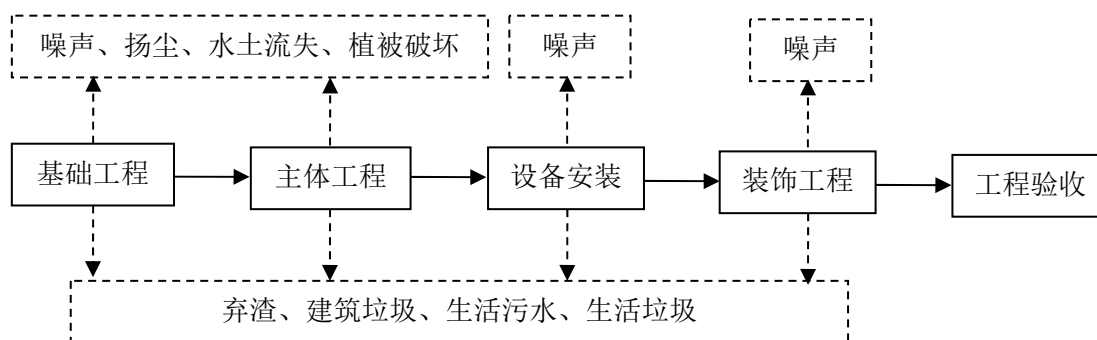 噪声、扬尘、水土流失、植被破坏
噪声
噪声
基础工程
主体工程
设备安装
装饰工程
工程验收
弃渣、建筑垃圾、生活污水、生活垃圾